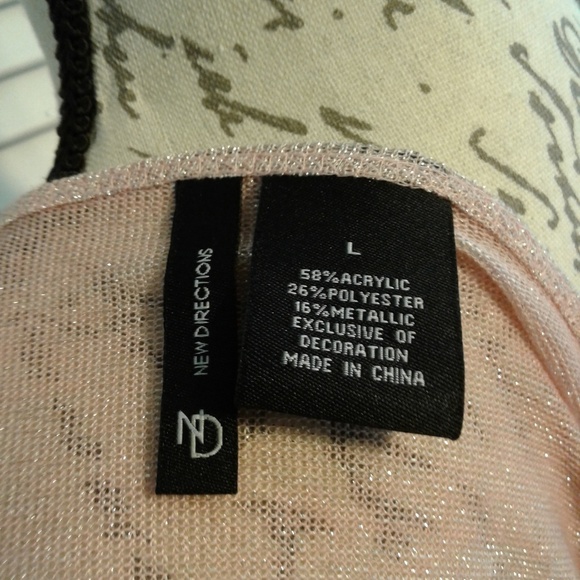 NEW DIRECTIONS
ND
L
58%ACRYLIC
26%POLYESTER
16%METALLIC
EXCLUSIVE OF
DECORATION
MADE IN CHINA